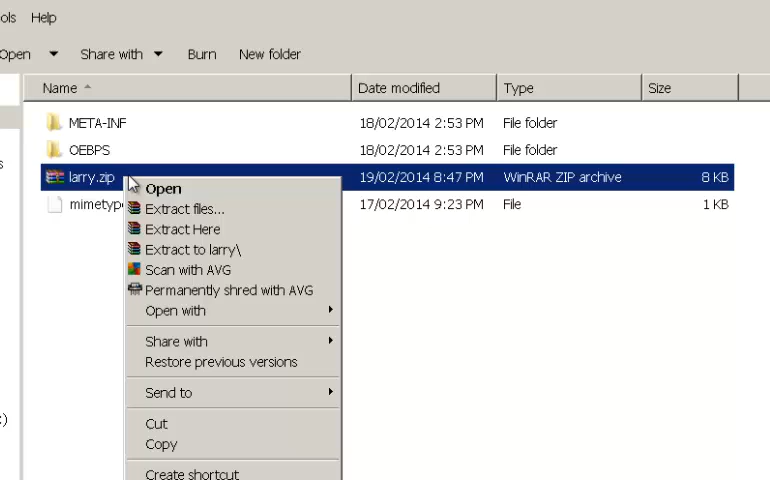 ols Help
Open Share with Burn New folder
Name Date modified Type Size
META-INF 18/02/2014 2:53 PM File folder
OEBPS 18/02/2014 2:53 PM File folder
larry.zip 19/02/2014 8:47 PM WinRAR ZIP archive 8 KB
mimetype 17/02/2014 9:23 PM File 1 KB
Open
Extract files...
Extract Here
Extract to larry\
Scan with AVG
Permanently shred with AVG
Open with
Share with
Restore previous versions
Send to
Cut
Copy
Create shortcut
s
:)